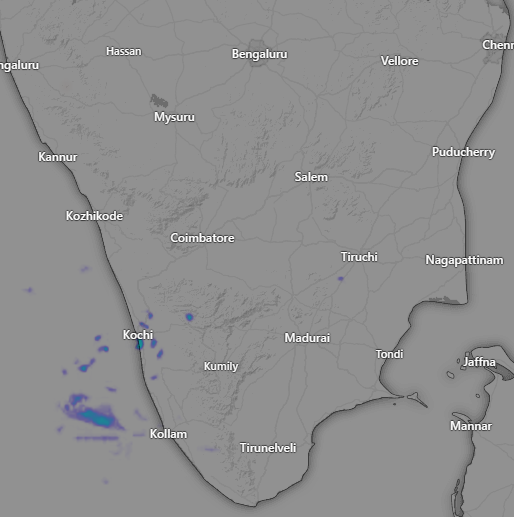 Hassan
Bengaluru
Chenn
ngaluru
Vellore
Mysuru
Kannur
Puducherry
Salem
Kozhikode
Coimbatore
Tiruchi
Nagapattinam
Kochi
Madurai
Tondi
Kumily
Jaffna
Mannar
Kollam
Tirunelveli